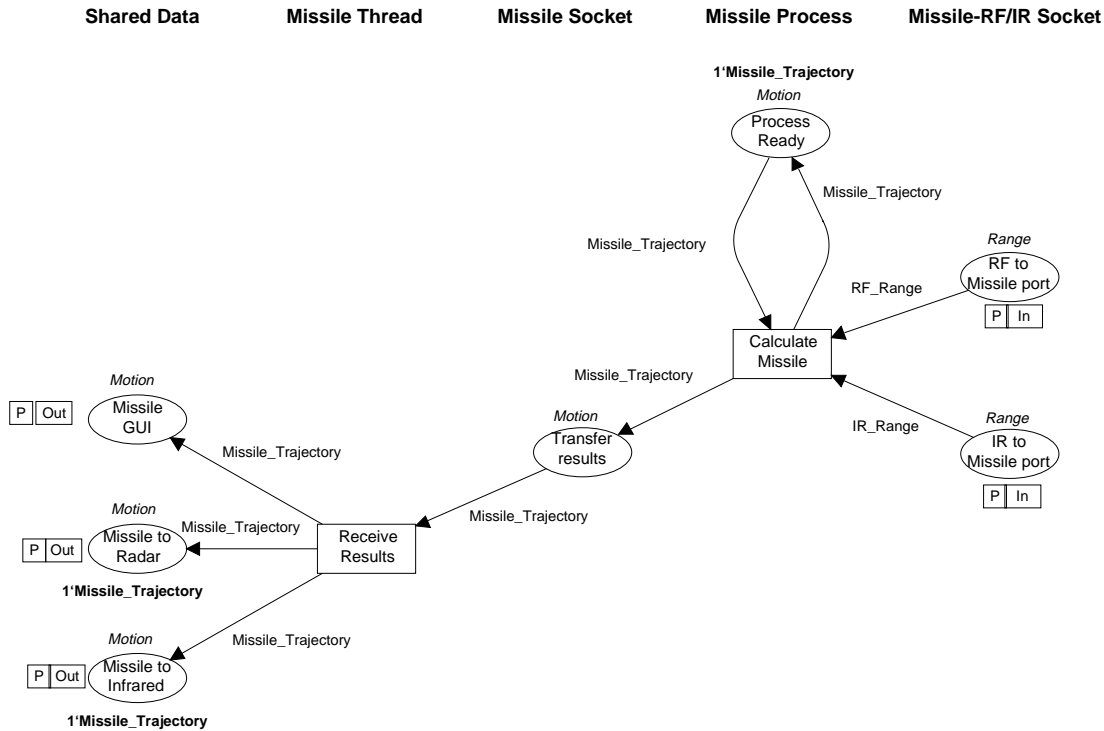 Shared Data
Missile Thread
Missile Socket
Missile Process
Missile-RF/IR Socket
1‘Missile_Trajectory
Motion
Process
Ready
Missile_Trajectory
Missile_Trajectory
Range
RF to
Missile port
P In
RF_Range
Calculate
Missile
Missile_Trajectory
IR_Range
Range
IR to
Missile port
P In
Motion
Transfer
results
Missile_Trajectory
Motion
Missile
GUI
P Out
Missile_Trajectory
Motion
Missile to
Radar
P Out
Missile_Trajectory
1‘Missile_Trajectory
Receive
Results
Missile_Trajectory
Motion
Missile to
Infrared
P Out
1‘Missile_Trajectory